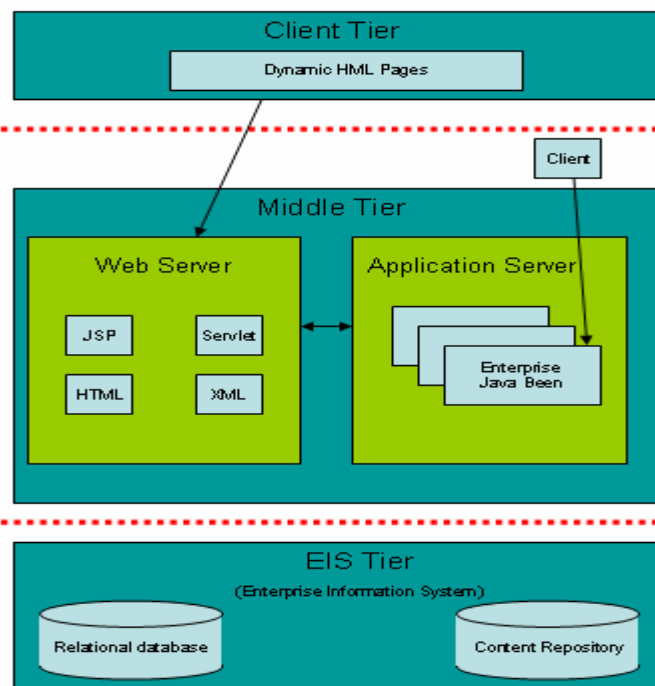 Client Tier
Dynamic HML Pages
Client
Middle Tier
Web Server
Application Server
JSP
Servlet
HTML
XML
Enterprise
Java Been
EIS Tier
(Enterprise Information System)
Relational database
Content Repository